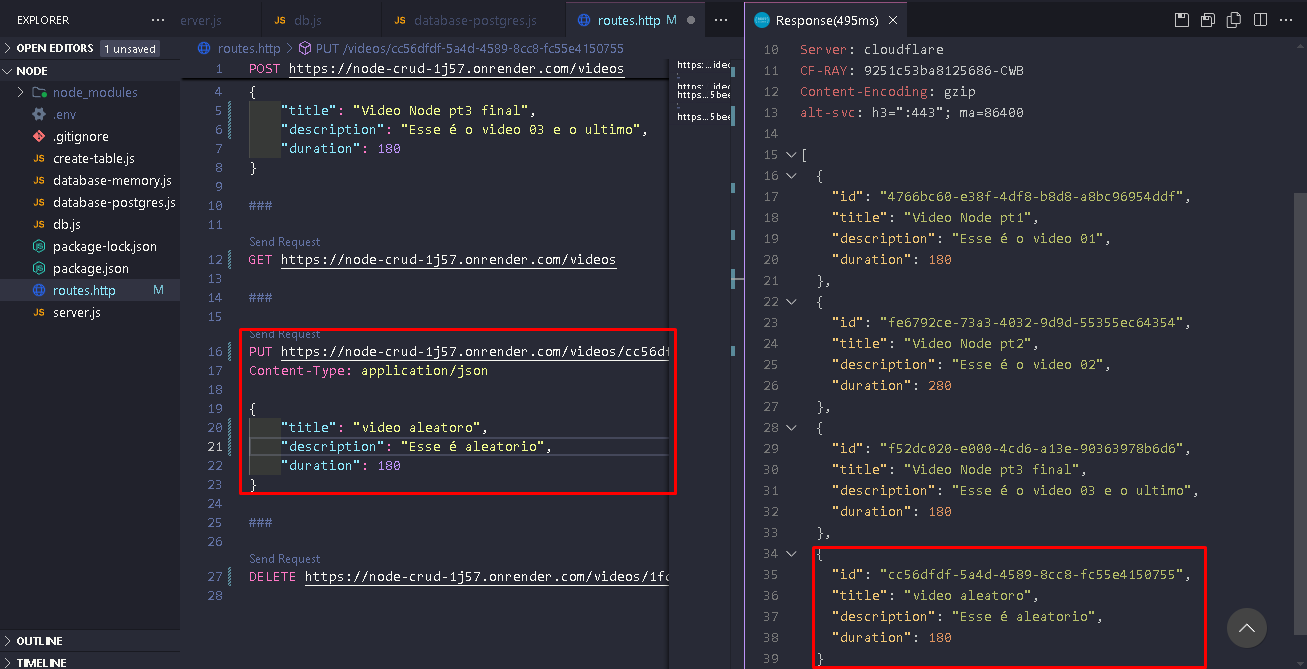 EXPLORER
OPEN EDITORS 1 unsaved
NODE
node_modules
.env
.gitignore
JS create-table.js
JS database-memory.js
JS database-postgres.js
JS db.js
package-lock.json
package.json
routes.http M
JS server.js
OUTLINE
TIMELINE
erver.js
JS db.js
JS database-postgres.js
routes.http M
routes.http > PUT /videos/cc56dfdf-5a4d-4589-8cc8-fc55e4150755
1 POST https://node-crud-1j57.onrender.com/videos
4 {
5 "title": "Video Node pt3 final",
6 "description": "Esse é o video 03 e o ultimo",
7 "duration": 180
8 }
9
10 ###
11
Send Request
12 GET https://node-crud-1j57.onrender.com/videos
13
14 ###
15
Send Request
16 PUT https://node-crud-1j57.onrender.com/videos/cc56d
17 Content-Type: application/json
18
19 {
20 "title": "video aleatoro",
21 "description": "Esse é aleatorio",
22 "duration": 180
23 }
24
25 ###
26
Send Request
27 DELETE https://node-crud-1j57.onrender.com/videos/1fc
28
Response(495ms)
10 Server: cloudflare
11 CF-RAY: 9251c53ba8125686-CWB
12 Content-Encoding: gzip
13 alt-svc: h3=":443"; ma=86400
14
15 [
16 {
17 "id": "4766bc60-e38f-4df8-b8d8-a8bc96954ddf",
18 "title": "Video Node pt1",
19 "description": "Esse é o video 01",
20 "duration": 180
21 },
22 {
23 "id": "fe6792ce-73a3-4032-9d9d-55355ec64354",
24 "title": "Video Node pt2",
25 "description": "Esse é o video 02",
26 "duration": 280
27 },
28 {
29 "id": "f52dc020-e000-4cd6-a13e-90363978b6d6",
30 "title": "Video Node pt3 final",
31 "description": "Esse é o video 03 e o ultimo",
32 "duration": 180
33 },
34 {
35 "id": "cc56dfdf-5a4d-4589-8cc8-fc55e4150755",
36 "title": "video aleatoro",
37 "description": "Esse é aleatorio",
38 "duration": 180
39 }